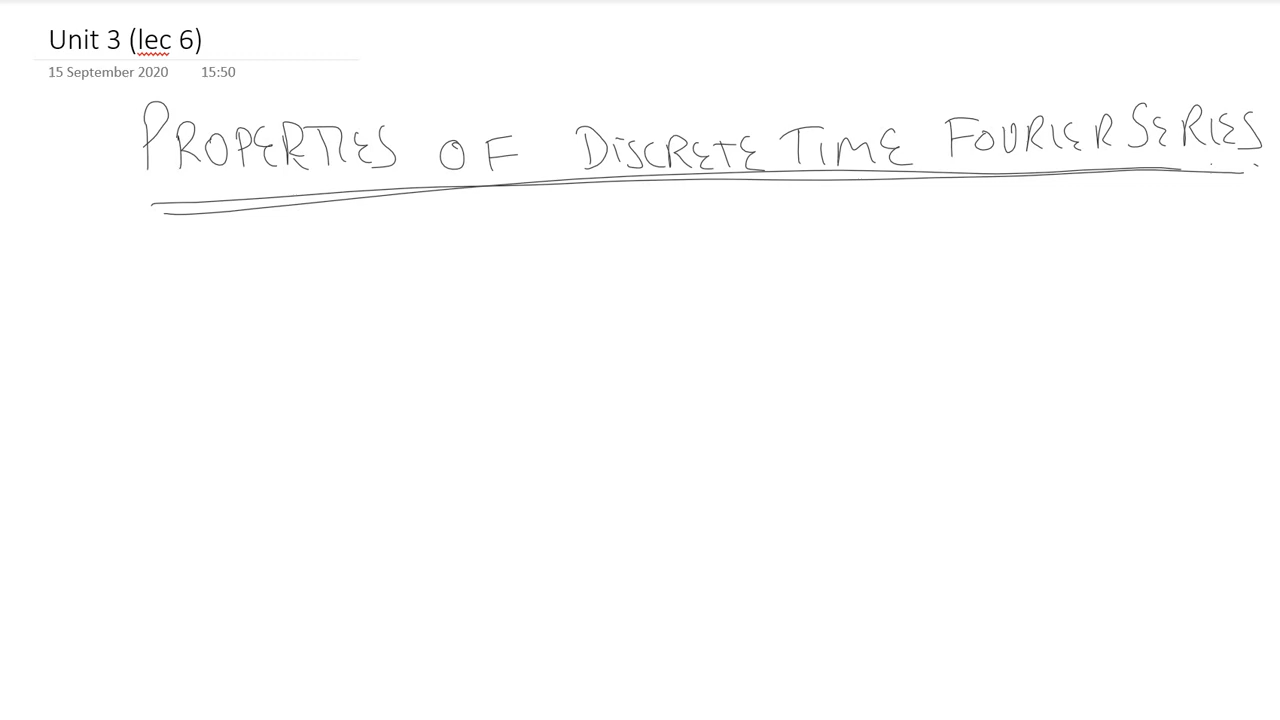 Unit 3 (lec 6)
15 September 2020 15:50
PROPERTIES OF DISCRETE TIME FOURIER SERIES.